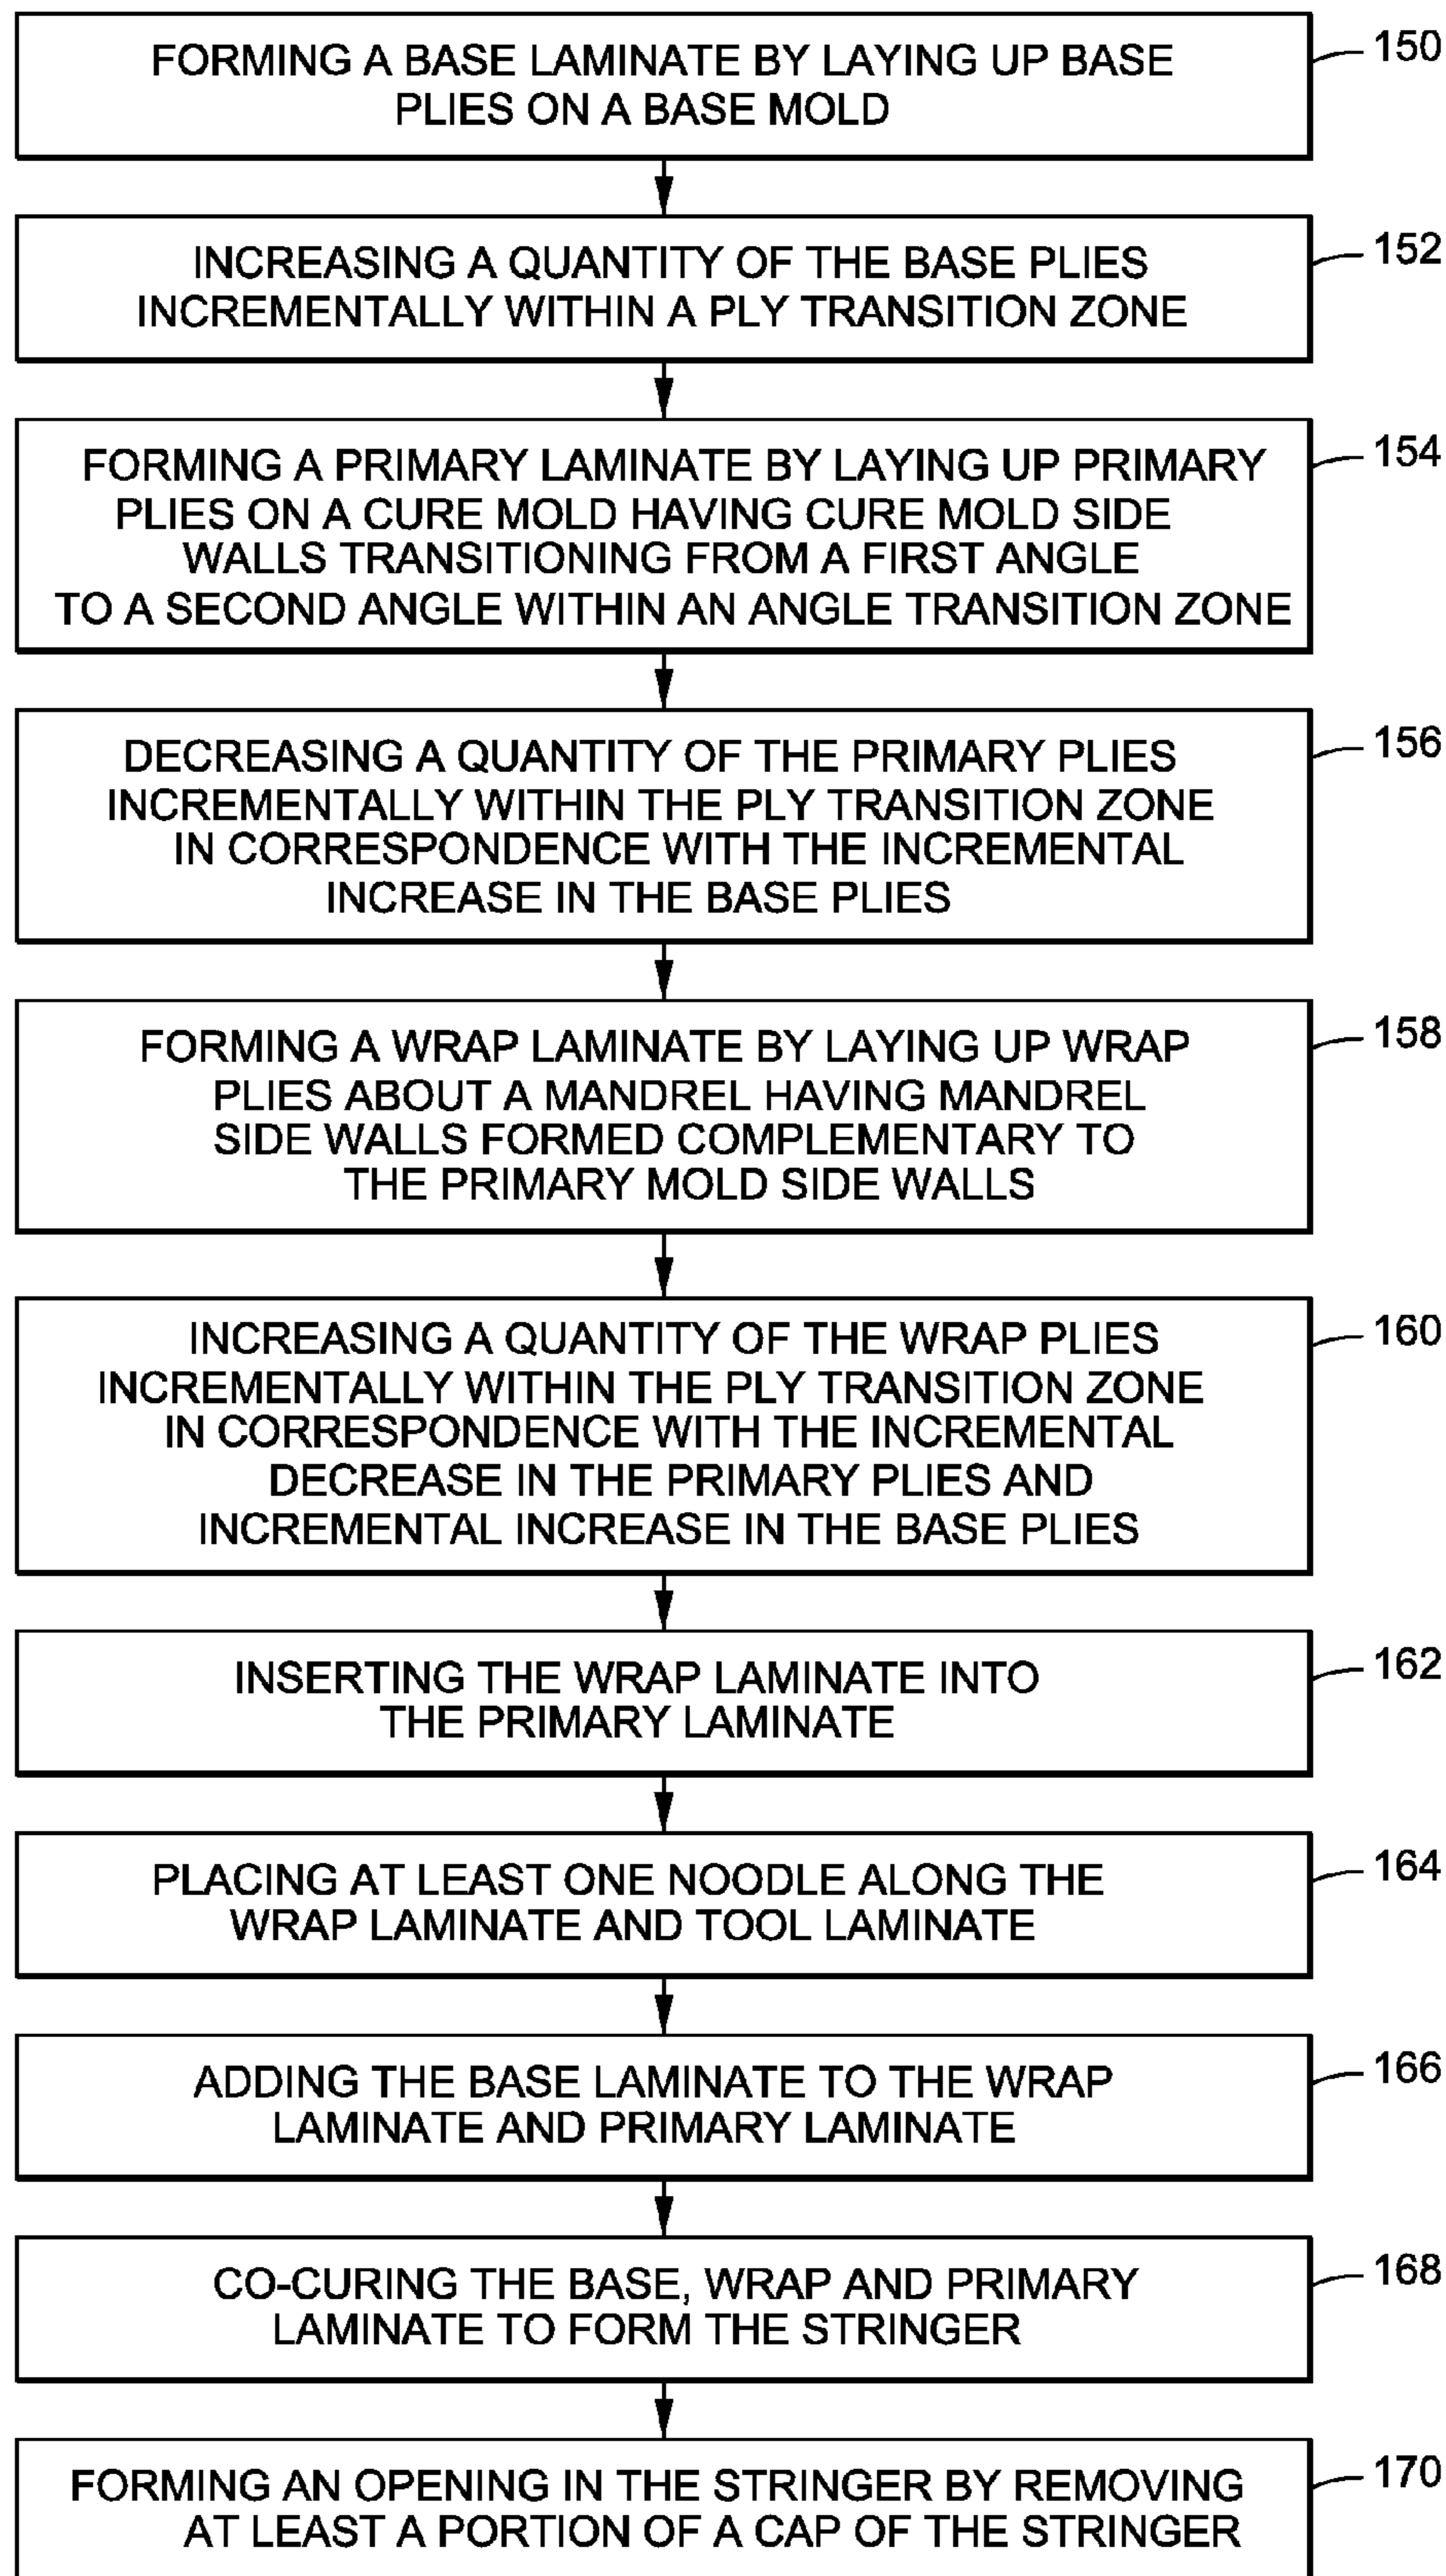 FORMING A BASE LAMINATE BY LAYING UP BASE
PLIES ON A BASE MOLD
150
INCREASING A QUANTITY OF THE BASE PLIES
INCREMENTALLY WITHIN A PLY TRANSITION ZONE
152
FORMING A PRIMARY LAMINATE BY LAYING UP PRIMARY
PLIES ON A CURE MOLD HAVING CURE MOLD SIDE
WALLS TRANSITIONING FROM A FIRST ANGLE
TO A SECOND ANGLE WITHIN AN ANGLE TRANSITION ZONE
154
DECREASING A QUANTITY OF THE PRIMARY PLIES
INCREMENTALLY WITHIN THE PLY TRANSITION ZONE
IN CORRESPONDENCE WITH THE INCREMENTAL
INCREASE IN THE BASE PLIES
156
FORMING A WRAP LAMINATE BY LAYING UP WRAP
PLIES ABOUT A MANDREL HAVING MANDREL
SIDE WALLS FORMED COMPLEMENTARY TO
THE PRIMARY MOLD SIDE WALLS
158
INCREASING A QUANTITY OF THE WRAP PLIES
INCREMENTALLY WITHIN THE PLY TRANSITION ZONE
IN CORRESPONDENCE WITH THE INCREMENTAL
DECREASE IN THE PRIMARY PLIES AND
INCREMENTAL INCREASE IN THE BASE PLIES
160
INSERTING THE WRAP LAMINATE INTO
THE PRIMARY LAMINATE
162
PLACING AT LEAST ONE NOODLE ALONG THE
WRAP LAMINATE AND TOOL LAMINATE
164
ADDING THE BASE LAMINATE TO THE WRAP
LAMINATE AND PRIMARY LAMINATE
166
CO-CURING THE BASE, WRAP AND PRIMARY
LAMINATE TO FORM THE STRINGER
168
FORMING AN OPENING IN THE STRINGER BY REMOVING
AT LEAST A PORTION OF A CAP OF THE STRINGER
170